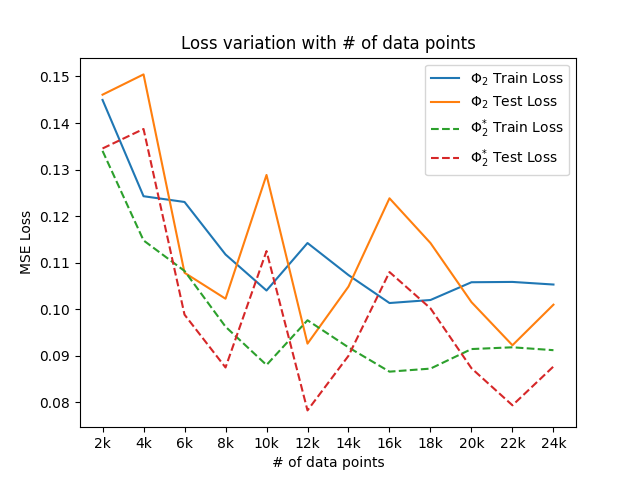 Loss variation with # of data points
Φ₂ Train Loss
Φ₂ Test Loss
Φ₂* Train Loss
Φ₂* Test Loss
MSE Loss
0.15
0.14
0.13
0.12
0.11
0.10
0.09
0.08
2k 4k 6k 8k 10k 12k 14k 16k 18k 20k 22k 24k
# of data points